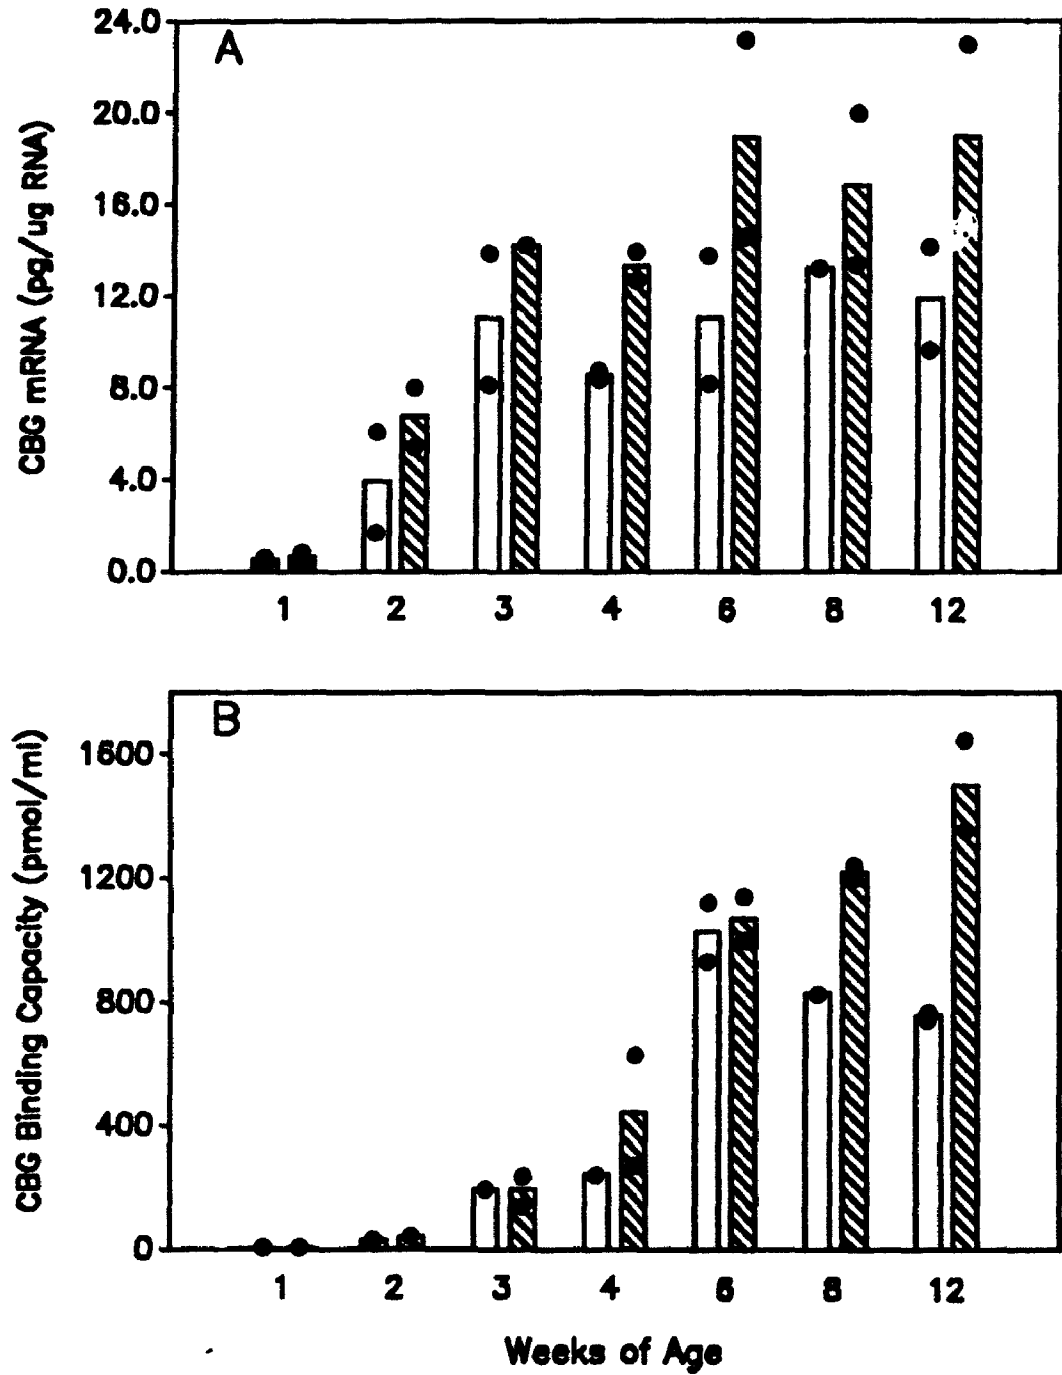 A
24.0
20.0
16.0
12.0
8.0
4.0
0.0
CBG mRNA (pg/ug RNA)
1 2 3 4 6 8 12
B
1600
1200
800
400
0
CBG Binding Capacity (pmol/ml)
1 2 3 4 6 8 12
Weeks of Age